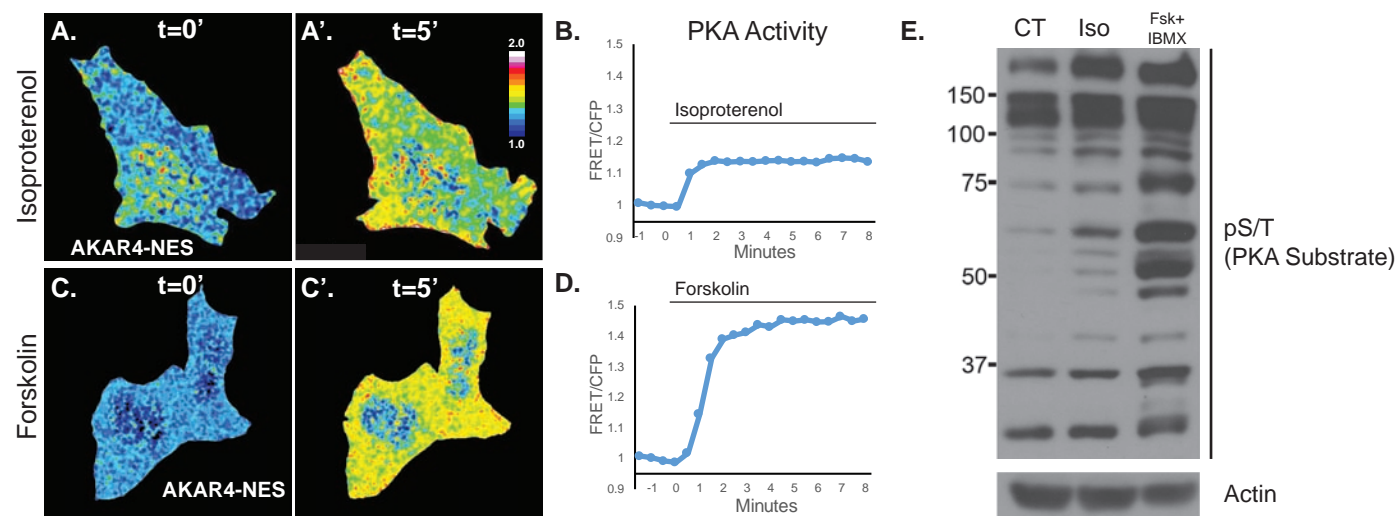 A.
t=0’
A’.
t=5’
2.0
1.0
Isoproterenol
AKAR4-NES
B.
PKA Activity
1.5
1.4
1.3
1.2
1.1
1
0.9
FRET/CFP
Isoproterenol
-1 0 1 2 3 4 5 6 7 8
Minutes
C.
t=0’
C’.
t=5’
Forskolin
AKAR4-NES
D.
1.5
1.4
1.3
1.2
1.1
1
0.9
FRET/CFP
Forskolin
-1 0 1 2 3 4 5 6 7 8
Minutes
E.
CT
Iso
Fsk+
IBMX
150
100
75
50
37
pS/T
(PKA Substrate)
Actin